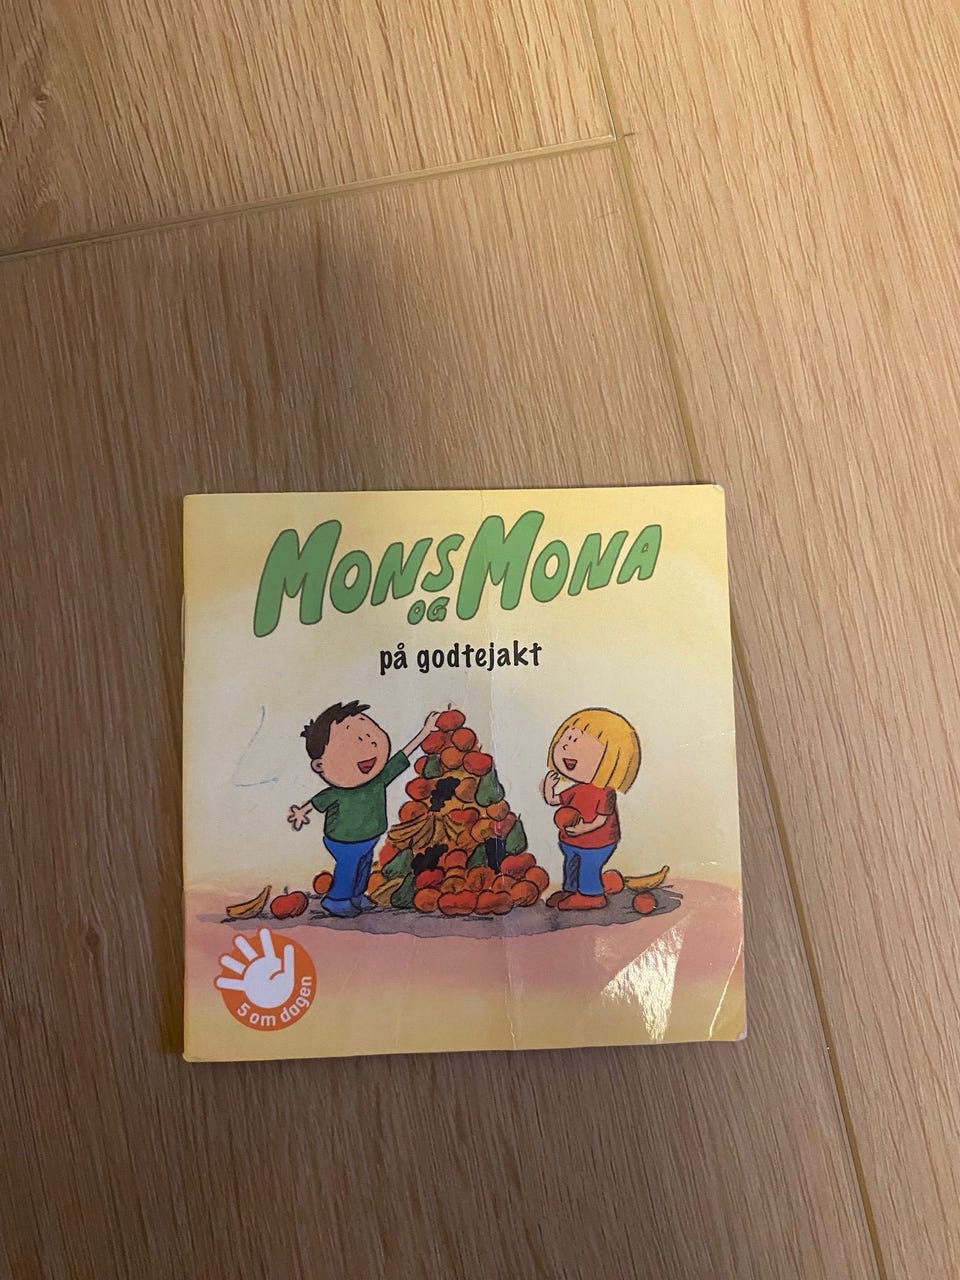 MONS
OG
MONA
på godtejakt
5 om dagen